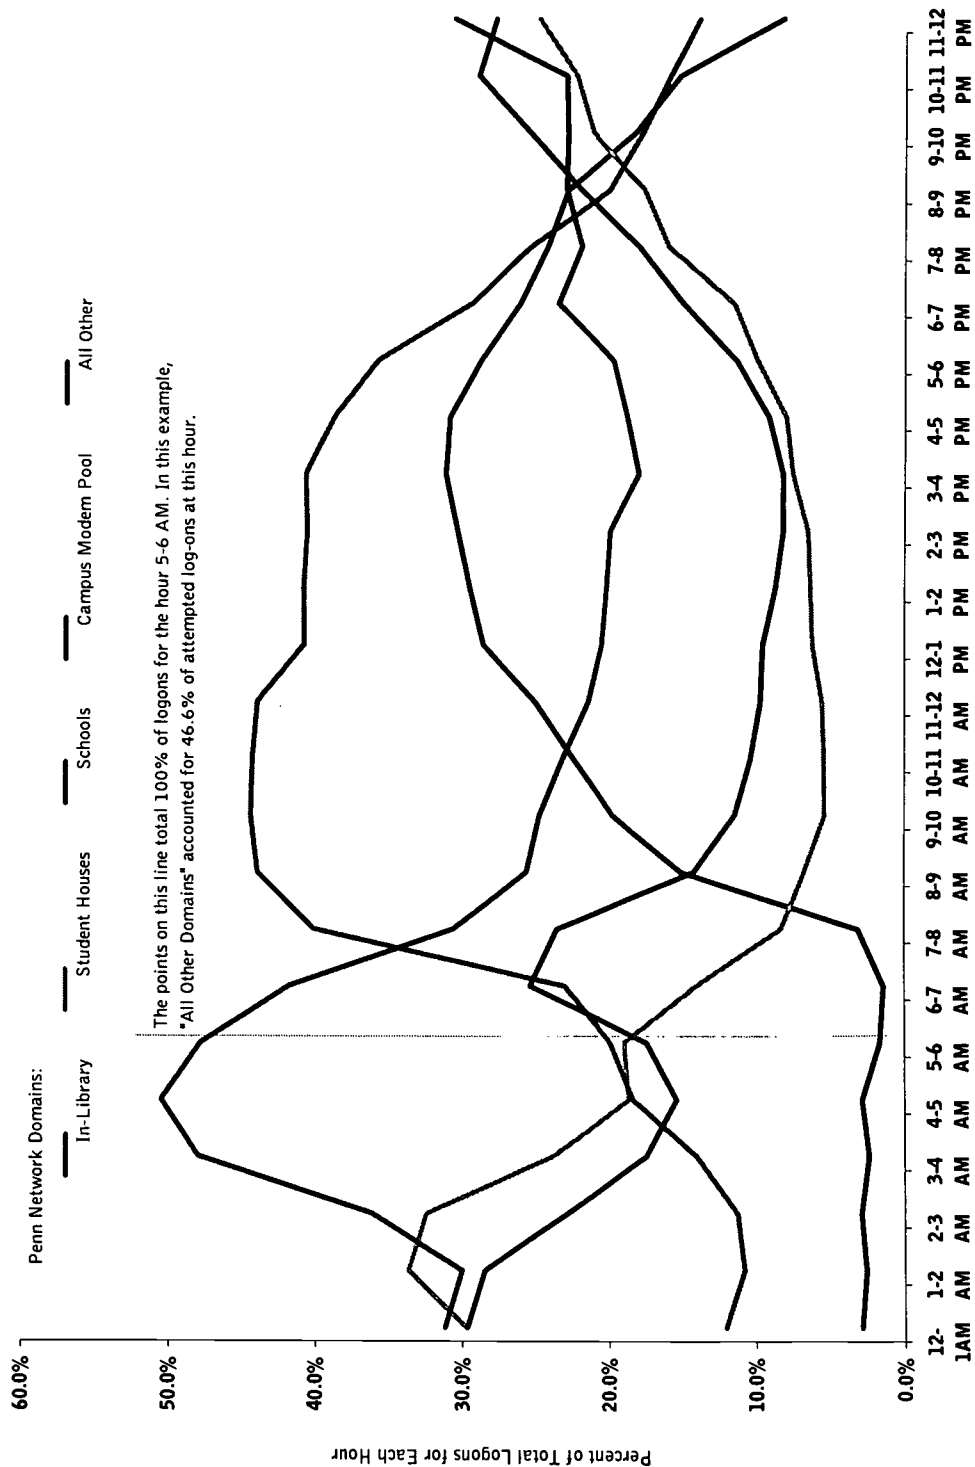 Penn Network Domains:
In-Library
Student Houses
Schools
Campus Modem Pool
All Other
The points on this line total 100% of logons for the hour 5-6 AM. In this example,
"All Other Domains" accounted for 46.6% of attempted log-ons at this hour.
Percent of Total Logons for Each Hour
60.0%
50.0%
40.0%
30.0%
20.0%
10.0%
0.0%
12- 1-2 2-3 3-4 4-5 5-6 6-7 7-8 8-9 9-10 10-11 11-12 12-1 1-2 2-3 3-4 4-5 5-6 6-7 7-8 8-9 9-10 10-11 11-12
1AM AM AM AM AM AM AM AM AM AM AM AM PM PM PM PM PM PM PM PM PM PM PM PM